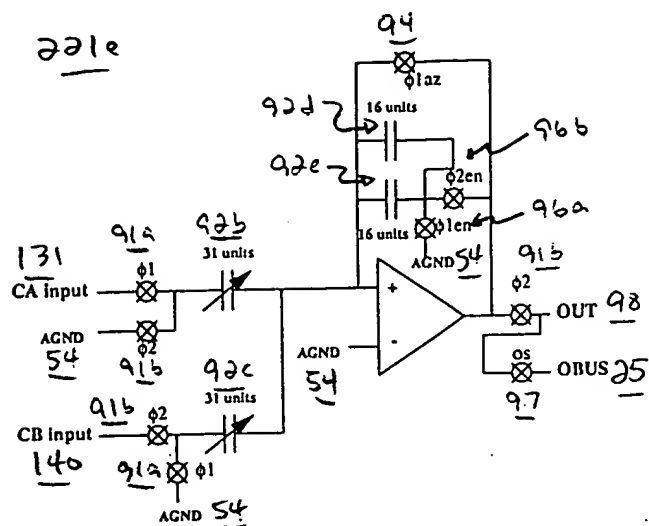 221e
94
ϕ1az
92d
16 units
96b
92e
ϕ2en
96a
91a
92b
16 units
ϕ1en
131
ϕ1
31 units
AGND
54
91b
CA input
+
ϕ2
OUT 98
AGND
ϕ2
-
54
91b
92c
AGND
54
os
OBUS 25
91b
ϕ2
31 units
97
CB input
140
91a
ϕ1
AGND
54